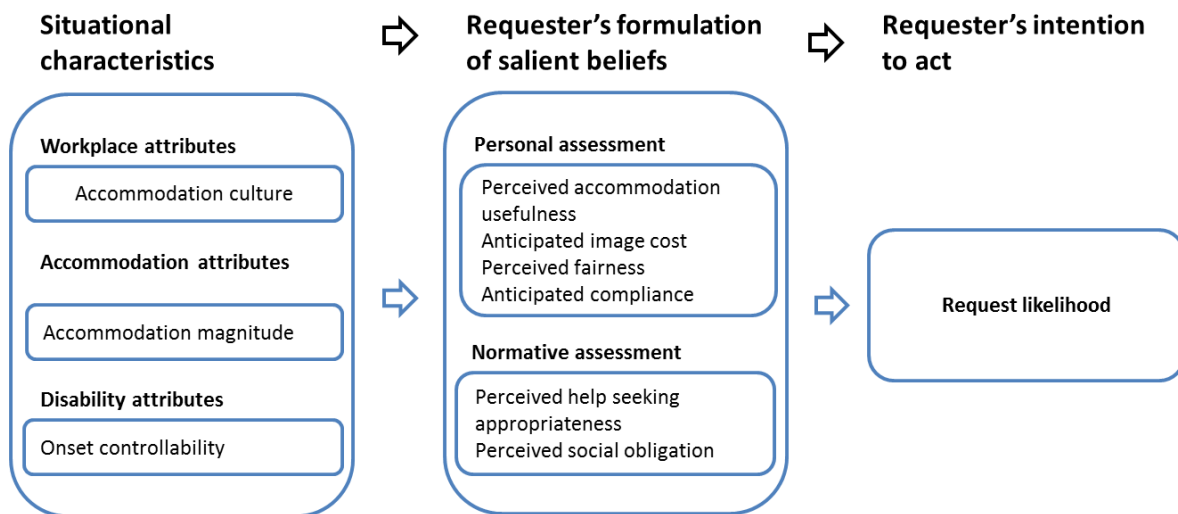 Situational
characteristics
Requester's formulation
of salient beliefs
Requester's intention
to act
Workplace attributes
Accommodation culture
Accommodation attributes
Accommodation magnitude
Disability attributes
Onset controllability
Personal assessment
Perceived accommodation
usefulness
Anticipated image cost
Perceived fairness
Anticipated compliance
Normative assessment
Perceived help seeking
appropriateness
Perceived social obligation
Request likelihood